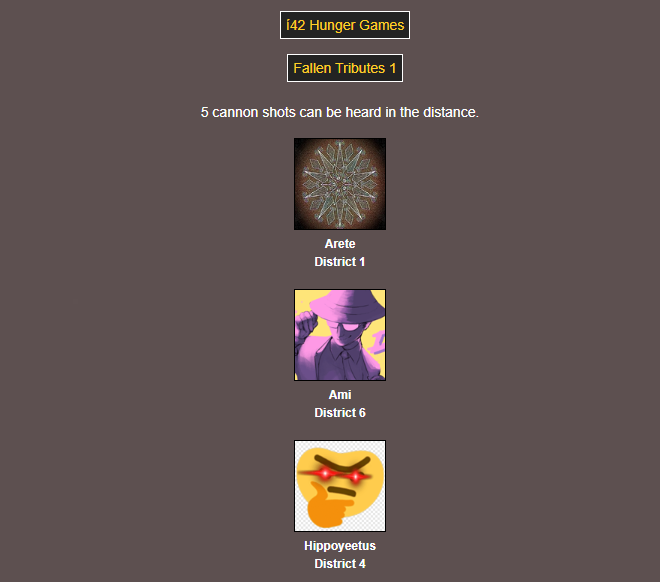 í42 Hunger Games
Fallen Tributes 1
5 cannon shots can be heard in the distance.
Arete
District 1
Ami
District 6
Hippoyeetus
District 4